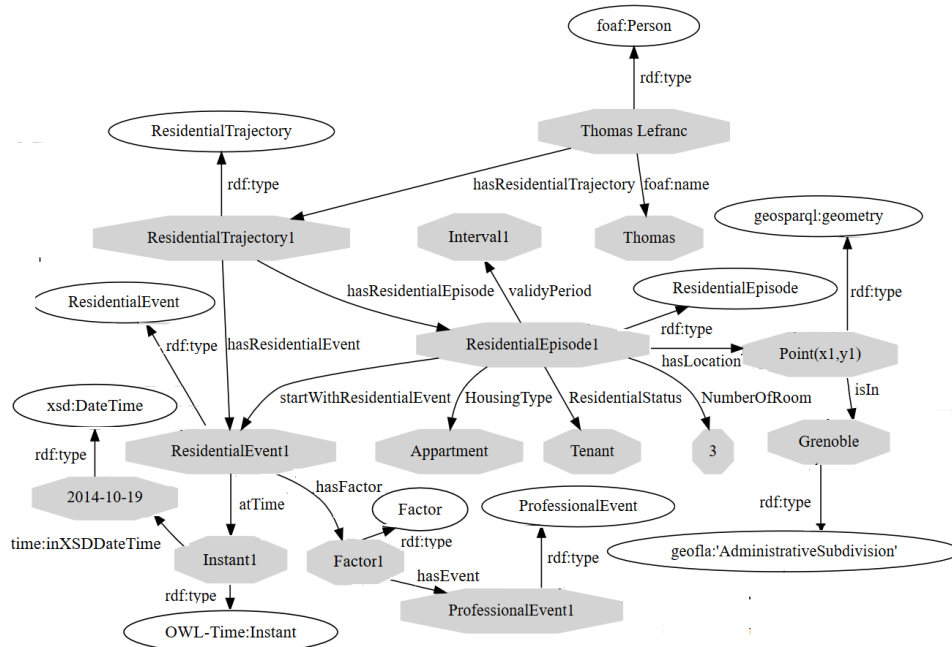 foaf:Person
rdf:type
ResidentialTrajectory
Thomas Lefranc
rdf:type
hasResidentialTrajectory
foaf:name
geosparql:geometry
ResidentialTrajectory1
Interval1
Thomas
ResidentialEvent
hasResidentialEpisode
validyPeriod
ResidentialEpisode
rdf:type
rdf:type
hasResidentialEvent
ResidentialEpisode1
rdf:type
hasLocation
Point(x1,y1)
xsd:DateTime
startWithResidentialEvent
HousingType
ResidentialStatus
NumberOfRoom
isIn
rdf:type
ResidentialEvent1
Appartment
Tenant
3
Grenoble
2014-10-19
atTime
hasFactor
Factor
ProfessionalEvent
rdf:type
time:inXSDDateTime
Instant1
Factor1
rdf:type
rdf:type
geofla:'AdministrativeSubdivision'
rdf:type
hasEvent
ProfessionalEvent1
OWL-Time:Instant